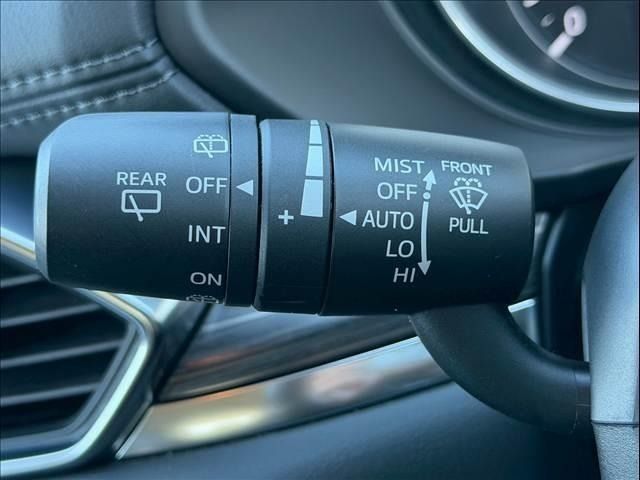 REAR
OFF
INT
ON
+
MIST
OFF
AUTO
LO
HI
FRONT
PULL